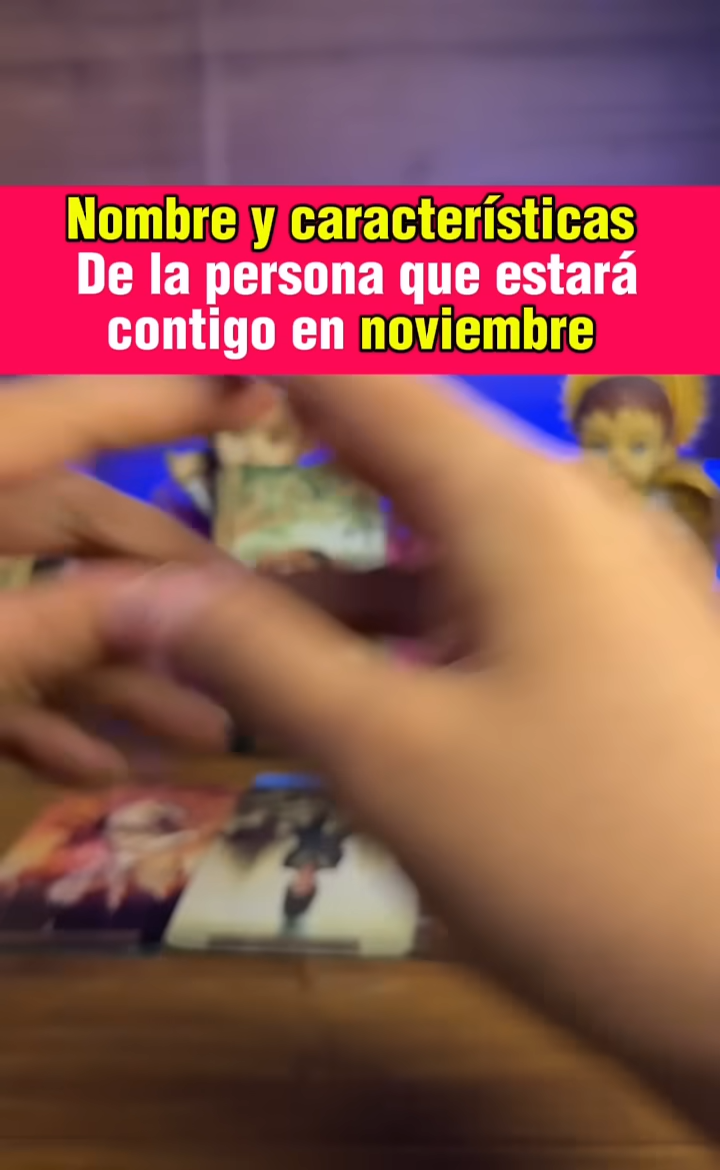 Nombre y características
De la persona que estará
contigo en noviembre